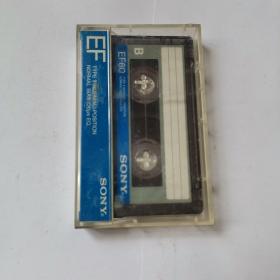 EF
TYPE I (NORMAL) POSITION
NORMAL BIAS 120μs EQ
SONY
B
EF60
SONY